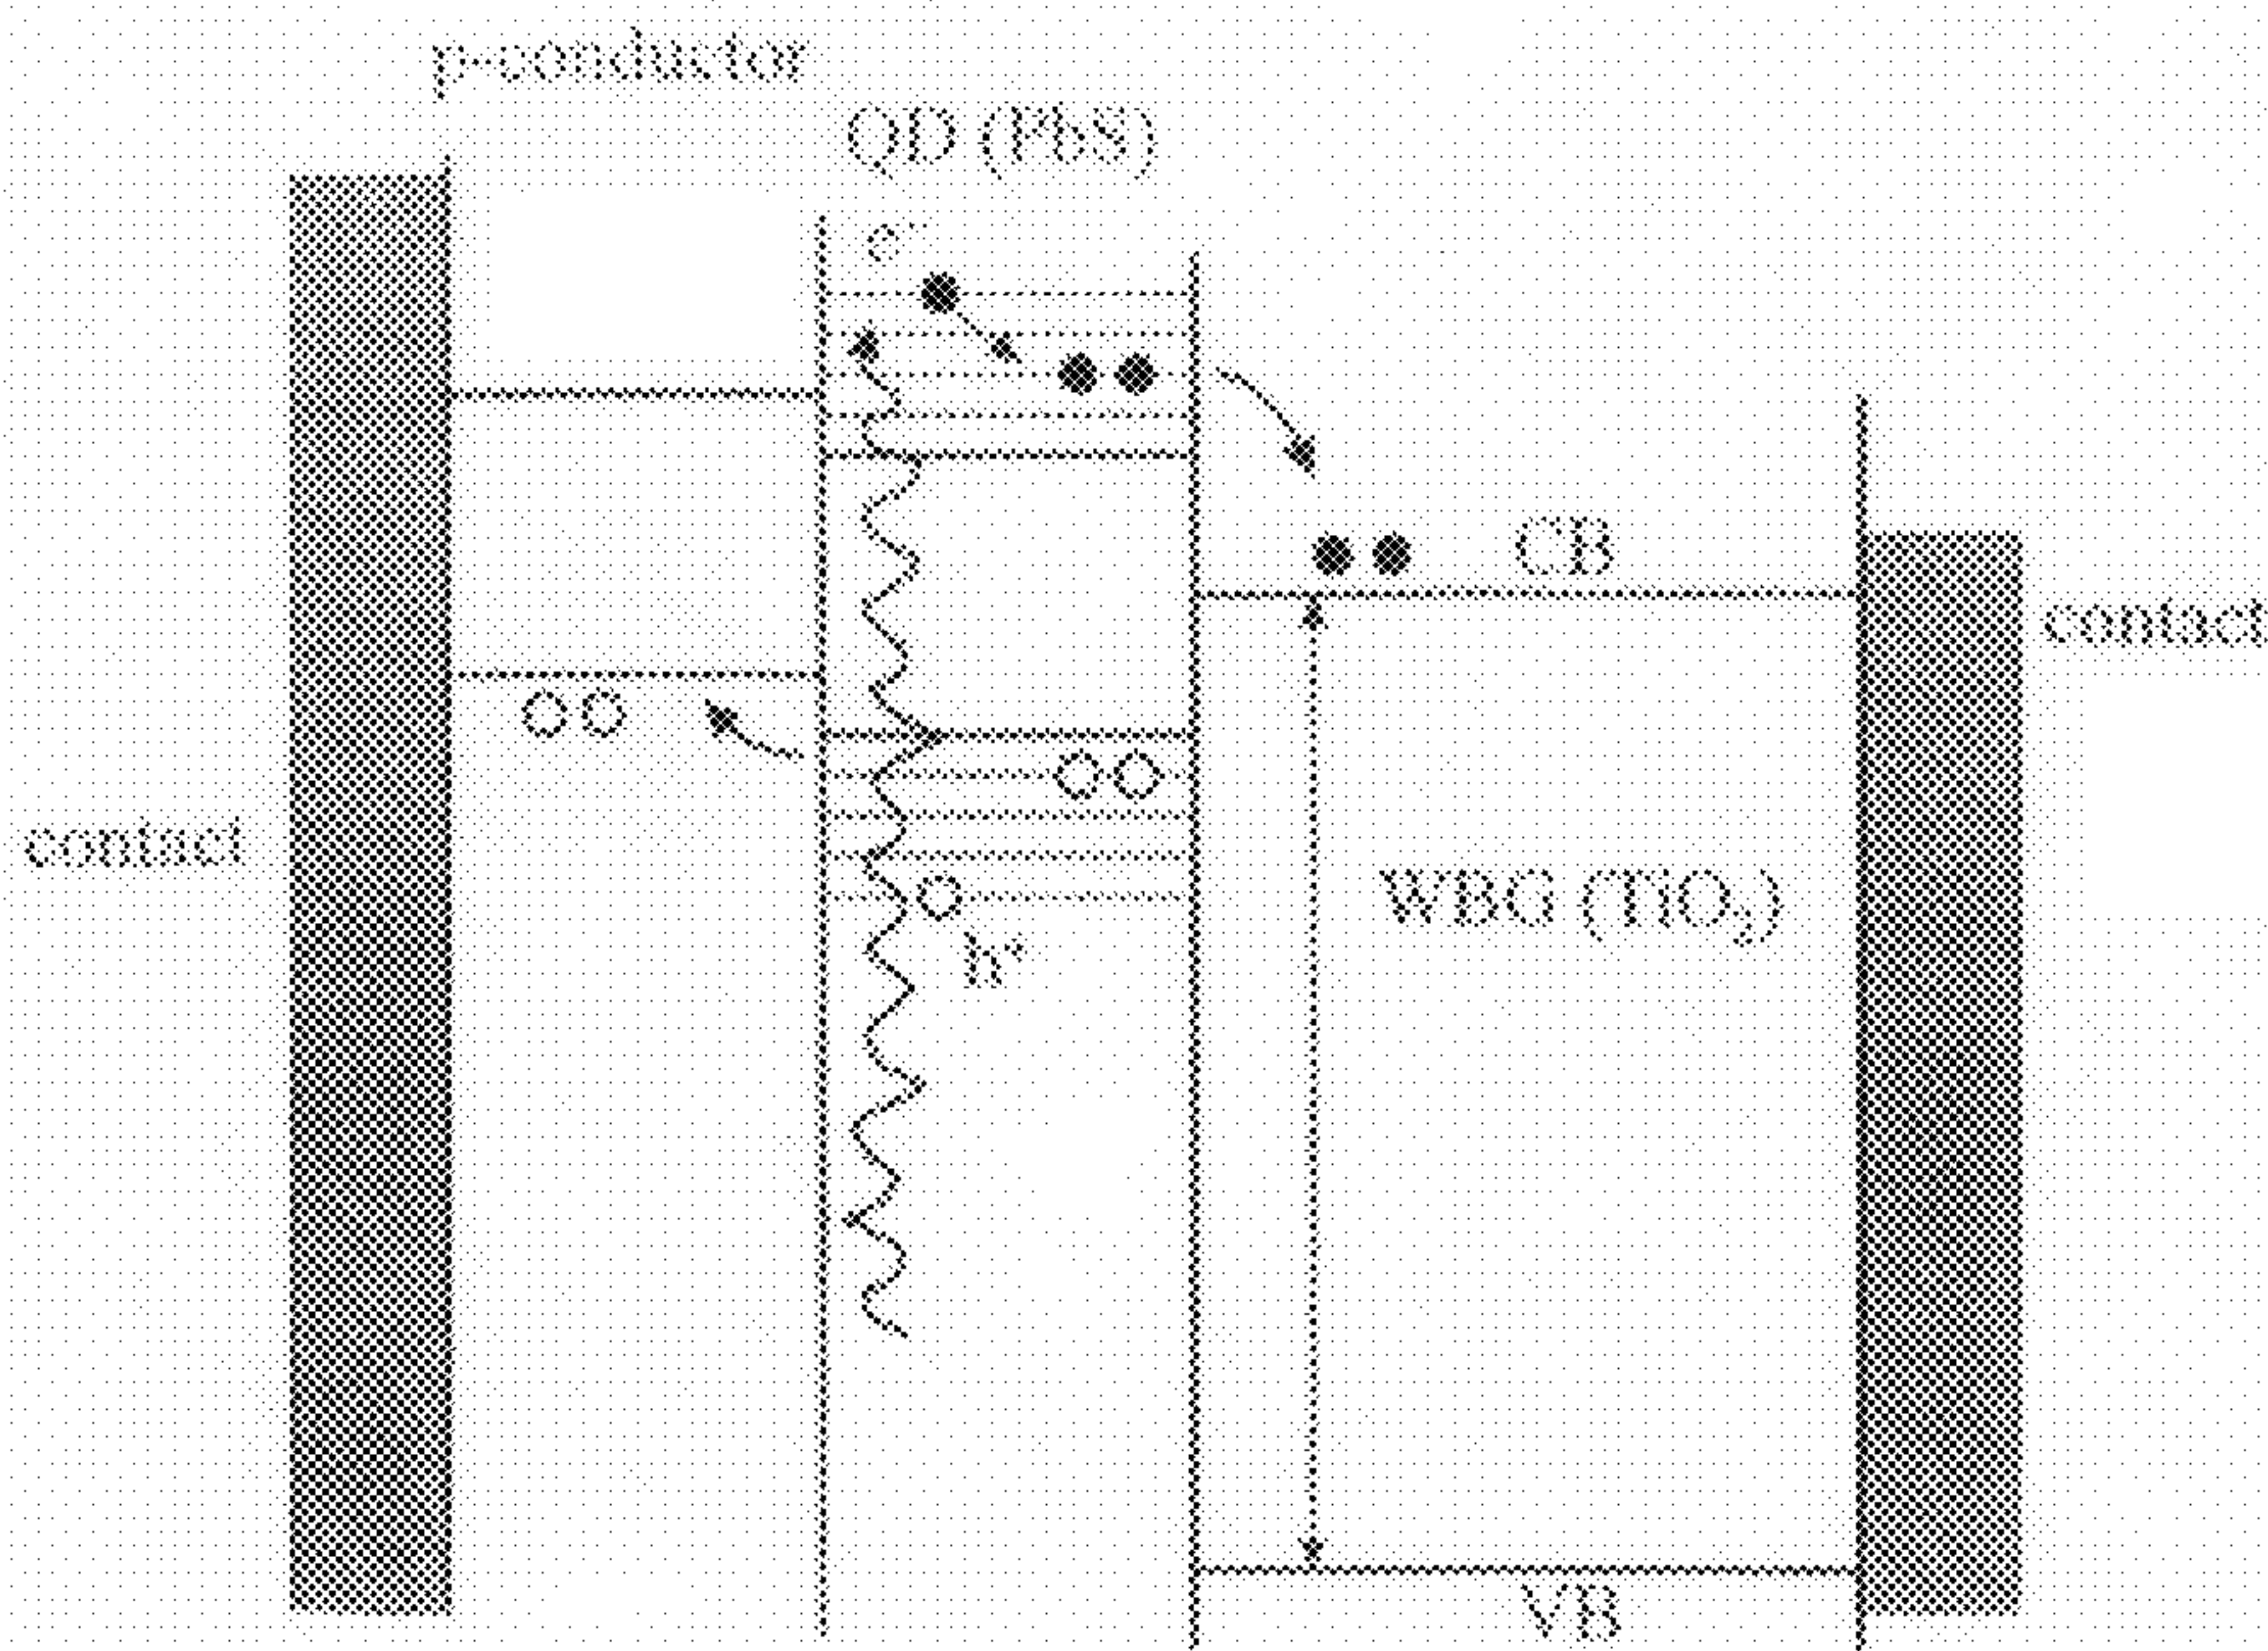 p-conductor
QD (PbS)
e⁻
CB
contact
contact
WBG (TiO₂)
h⁺
VB